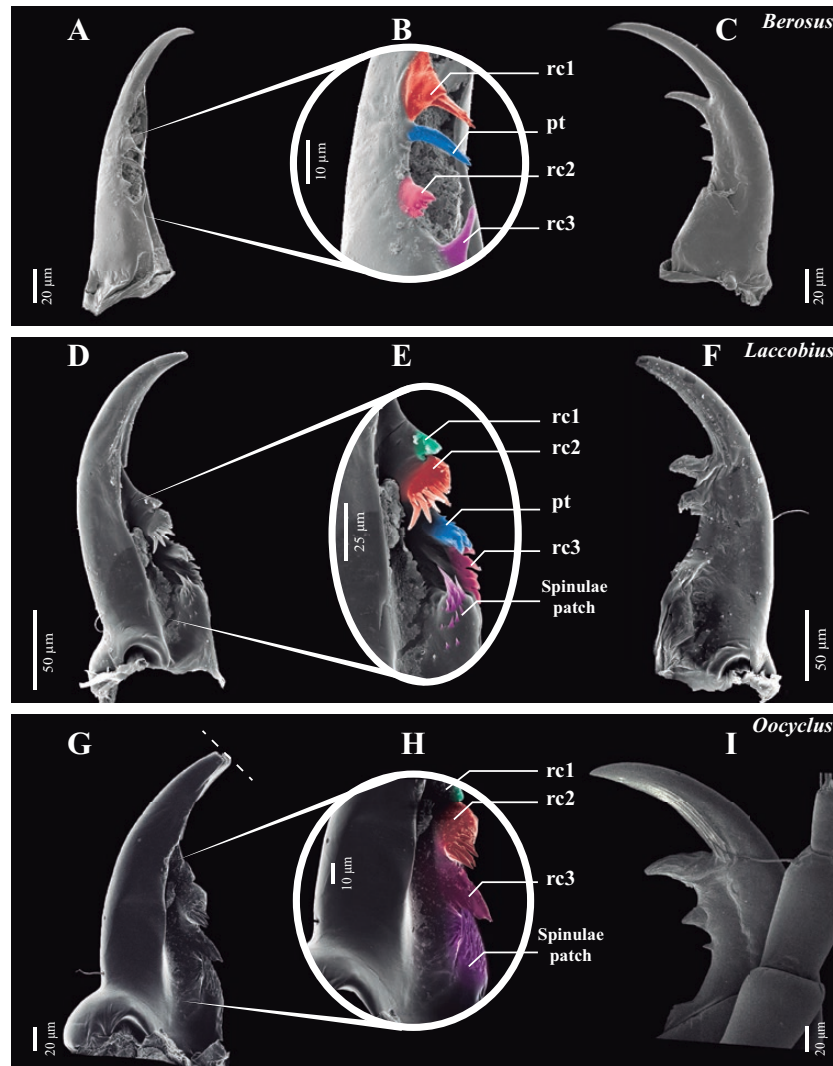 A
B
C
Berosus
rc1
pt
rc2
rc3
10 µm
20 µm
20 µm
D
E
F
Laccobius
rc1
rc2
pt
rc3
Spinulae
patch
25 µm
50 µm
50 µm
G
H
I
Oocyclus
rc1
rc2
rc3
Spinulae
patch
10 µm
20 µm
20 µm